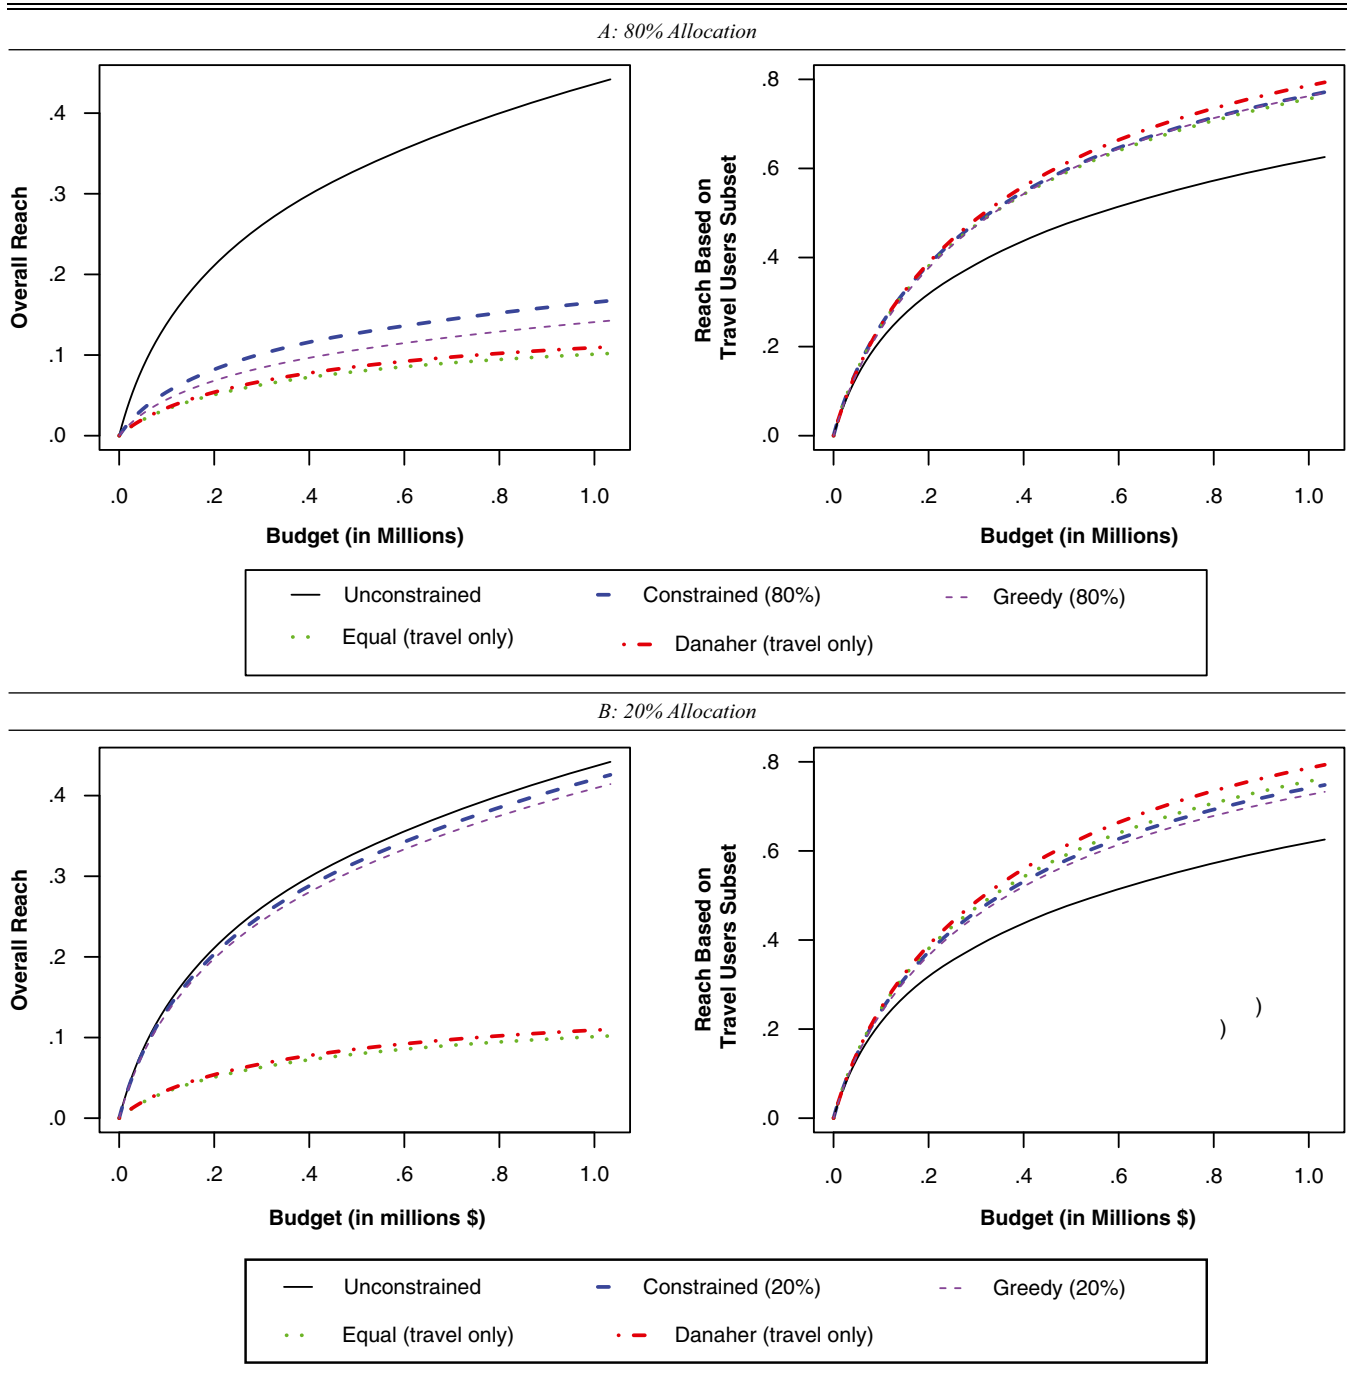 A: 80% Allocation
Overall Reach
.4
.3
.2
.1
.0
.0 .2 .4 .6 .8 1.0
Budget (in Millions)
Reach Based on
Travel Users Subset
.8
.6
.4
.2
.0
.0 .2 .4 .6 .8 1.0
Budget (in Millions)
Unconstrained Constrained (80%) Greedy (80%)
Equal (travel only) Danaher (travel only)
B: 20% Allocation
Overall Reach
.4
.3
.2
.1
.0
.0 .2 .4 .6 .8 1.0
Budget (in millions $)
Reach Based on
Travel Users Subset
.8
.6
.4
.2
.0
)
)
.0 .2 .4 .6 .8 1.0
Budget (in Millions $)
Unconstrained Constrained (20%) Greedy (20%)
Equal (travel only) Danaher (travel only)